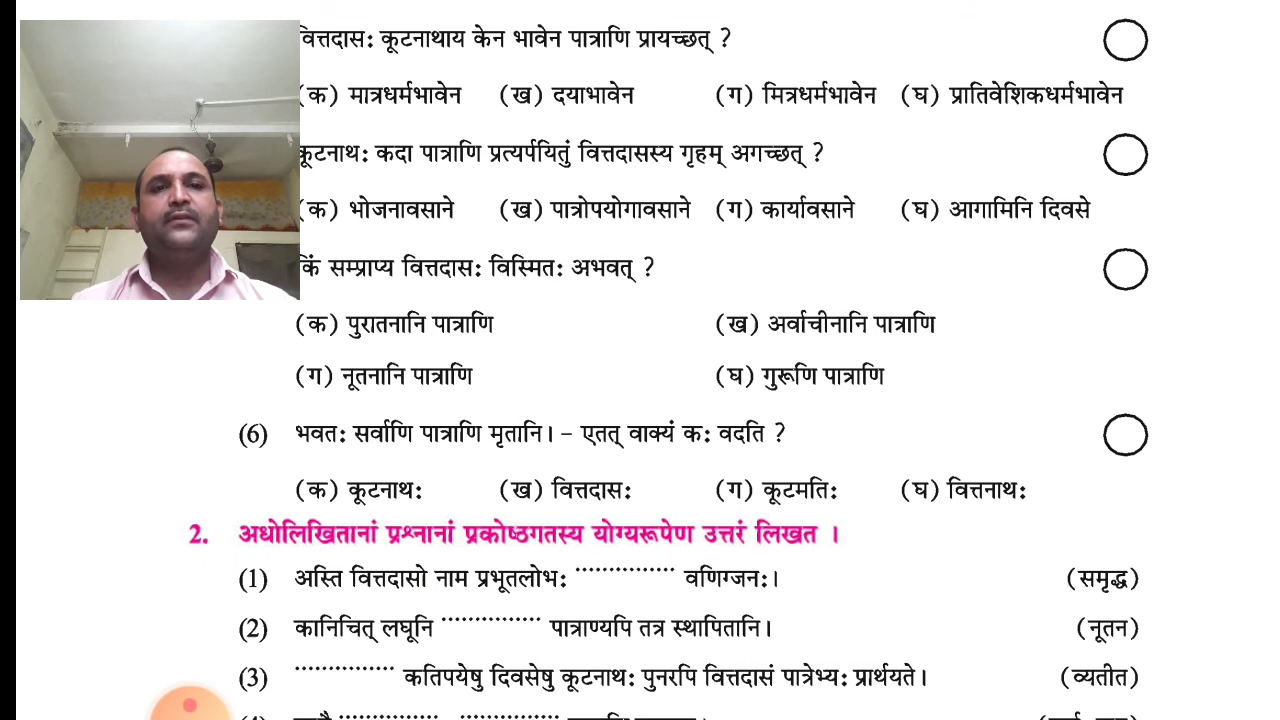 वित्तदासः कूटनाथाय केन भावेन पात्राणि प्रायच्छत् ?
(क) मात्रधर्मभावेन (ख) दयाभावेन (ग) मित्रधर्मभावेन (घ) प्रातिवेशिकधर्मभावेन
कूटनाथः कदा पात्राणि प्रत्यर्पयितुं वित्तदासस्य गृहम् अगच्छत् ?
(क) भोजनावसाने (ख) पात्रोपयोगावसाने (ग) कार्यावसाने (घ) आगामिनि दिवसे
किं सम्प्राप्य वित्तदासः विस्मितः अभवत् ?
(क) पुरातनानि पात्राणि (ख) अर्वाचीनानि पात्राणि
(ग) नूतनानि पात्राणि (घ) गुरूणि पात्राणि
(6) भवतः सर्वाणि पात्राणि मृतानि। – एतत् वाक्यं कः वदति ?
(क) कूटनाथः (ख) वित्तदासः (ग) कूटमतिः (घ) वित्तनाथः
2. अधोलिखितानां प्रश्नानां प्रकोष्ठगतस्य योग्यरूपेण उत्तरं लिखत ।
(1) अस्ति वित्तदासो नाम प्रभूतलोभः ............... वणिग्जनः। (समृद्ध)
(2) कानिचित् लघूनि ............... पात्राण्यपि तत्र स्थापितानि। (नूतन)
(3) ............... कतिपयेषु दिवसेषु कूटनाथः पुनरपि वित्तदासं पात्रेभ्यः प्रार्थयते। (व्यतीत)